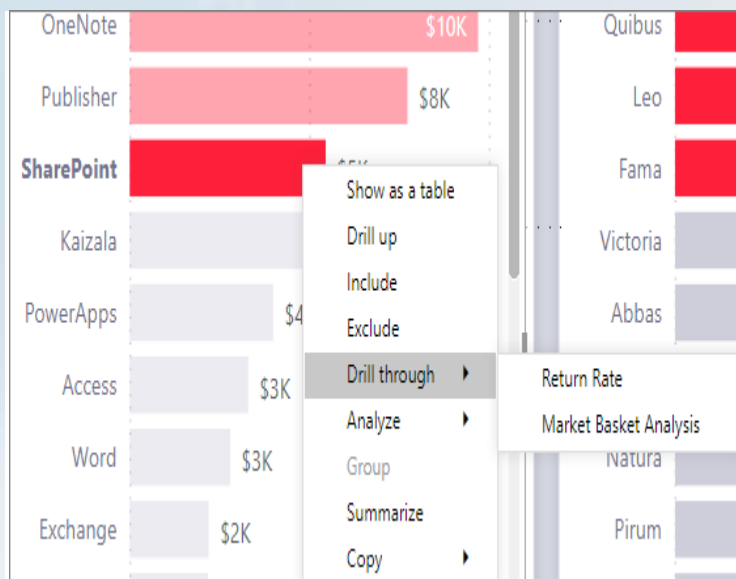 OneNote
$10K
Publisher
$8K
SharePoint
Kaizala
PowerApps
Access
$3K
Word
$3K
Exchange
$2K
Show as a table
Drill up
Include
Exclude
Drill through
Analyze
Group
Summarize
Copy
Return Rate
Market Basket Analysis
Quibus
Leo
Fama
Victoria
Abbas
Natura
Pirum